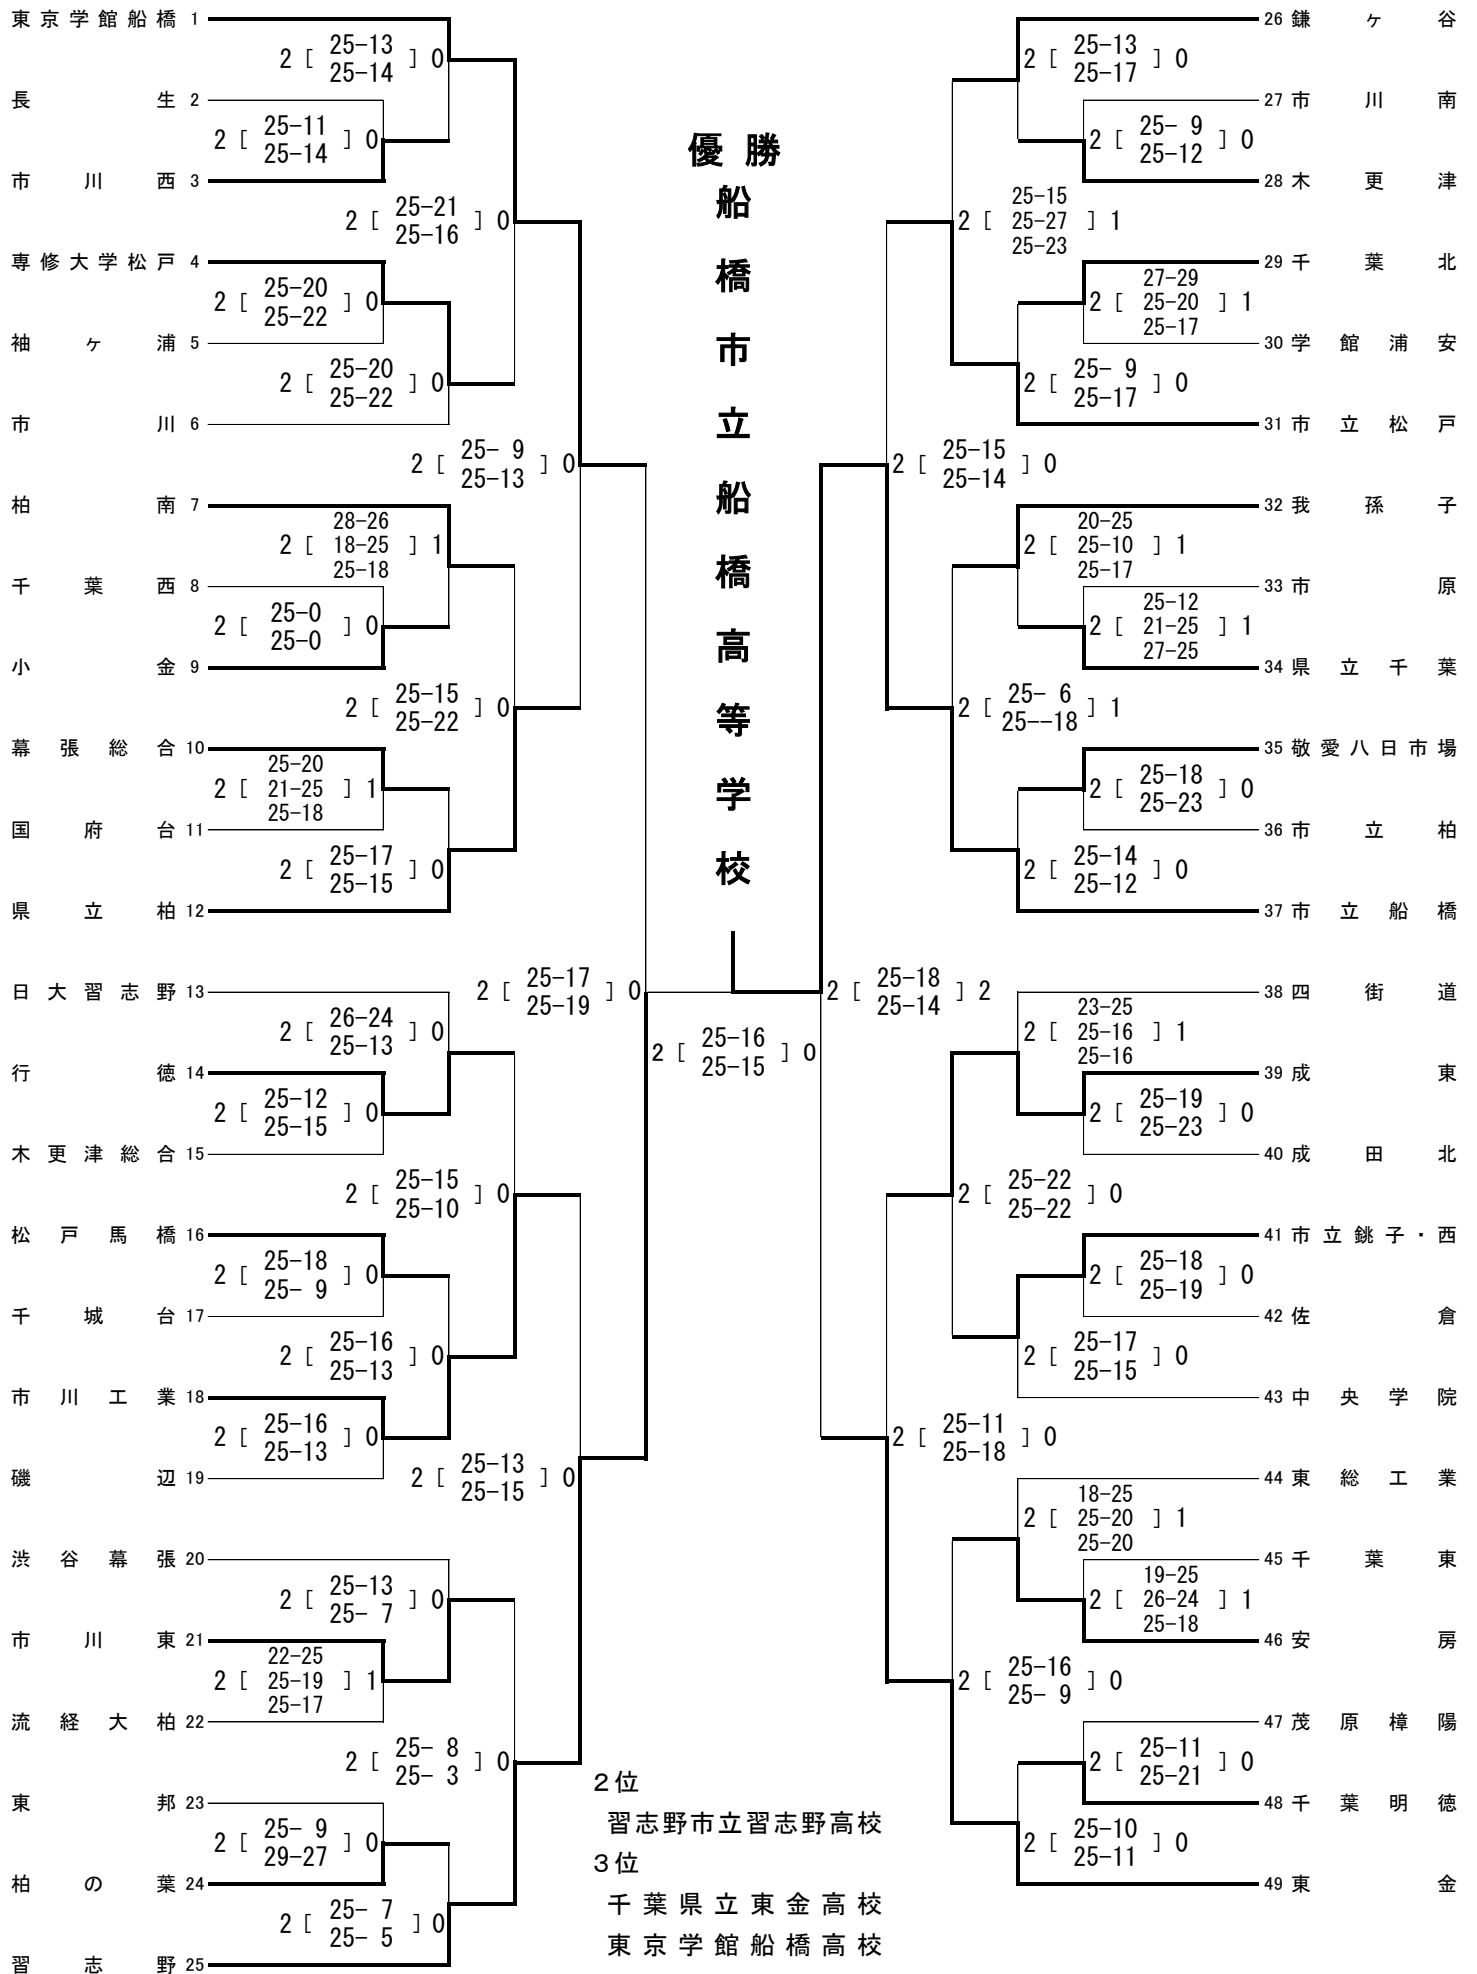 優勝
船橋市立船橋高等学校
東京学館船橋 1
2 [ 25-13 25-14 ] 0
長生 2
2 [ 25-11 25-14 ] 0
市川西 3
2 [ 25-21 25-16 ] 0
専修大学松戸 4
2 [ 25-20 25-22 ] 0
袖ヶ浦 5
2 [ 25-20 25-22 ] 0
市川 6
2 [ 25- 9 25-13 ] 0
柏南 7
2 [ 28-26 18-25 25-18 ] 1
千葉西 8
2 [ 25-0 25-0 ] 0
小金 9
2 [ 25-15 25-22 ] 0
幕張総合 10
2 [ 25-20 21-25 25-18 ] 1
国府台 11
2 [ 25-17 25-15 ] 0
県立柏 12
2 [ 25-17 25-19 ] 0
日大習志野 13
2 [ 26-24 25-13 ] 0
行徳 14
2 [ 25-12 25-15 ] 0
木更津総合 15
2 [ 25-15 25-10 ] 0
松戸馬橋 16
2 [ 25-18 25- 9 ] 0
千城台 17
2 [ 25-16 25-13 ] 0
市川工業 18
2 [ 25-16 25-13 ] 0
磯辺 19
2 [ 25-13 25-15 ] 0
渋谷幕張 20
2 [ 25-13 25- 7 ] 0
市川東 21
2 [ 22-25 25-19 25-17 ] 1
流経大柏 22
2 [ 25- 8 25- 3 ] 0
東邦 23
2 [ 25- 9 29-27 ] 0
柏の葉 24
2 [ 25- 7 25- 5 ] 0
習志野 25
2 [ 25-16 25-15 ] 0
26 鎌ヶ谷
2 [ 25-13 25-17 ] 0
27 市川南
2 [ 25- 9 25-12 ] 0
28 木更津
2 [ 25-15 25-27 25-23 ] 1
29 千葉北
2 [ 27-29 25-20 25-17 ] 1
30 学館浦安
2 [ 25- 9 25-17 ] 0
31 市立松戸
2 [ 25-15 25-14 ] 0
32 我孫子
2 [ 20-25 25-10 25-17 ] 1
33 市原
2 [ 25-12 21-25 27-25 ] 1
34 県立千葉
2 [ 25- 6 25--18 ] 1
35 敬愛八日市場
2 [ 25-18 25-23 ] 0
36 市立柏
2 [ 25-14 25-12 ] 0
37 市立船橋
2 [ 25-18 25-14 ] 2
38 四街道
2 [ 23-25 25-16 25-16 ] 1
39 成東
2 [ 25-19 25-23 ] 0
40 成田北
2 [ 25-22 25-22 ] 0
41 市立銚子・西
2 [ 25-18 25-19 ] 0
42 佐倉
2 [ 25-17 25-15 ] 0
43 中央学院
2 [ 25-11 25-18 ] 0
44 東総工業
2 [ 18-25 25-20 25-20 ] 1
45 千葉東
2 [ 19-25 26-24 25-18 ] 1
46 安房
2 [ 25-16 25- 9 ] 0
47 茂原樟陽
2 [ 25-11 25-21 ] 0
48 千葉明徳
2 [ 25-10 25-11 ] 0
49 東金
2位
習志野市立習志野高校
3位
千葉県立東金高校
東京学館船橋高校